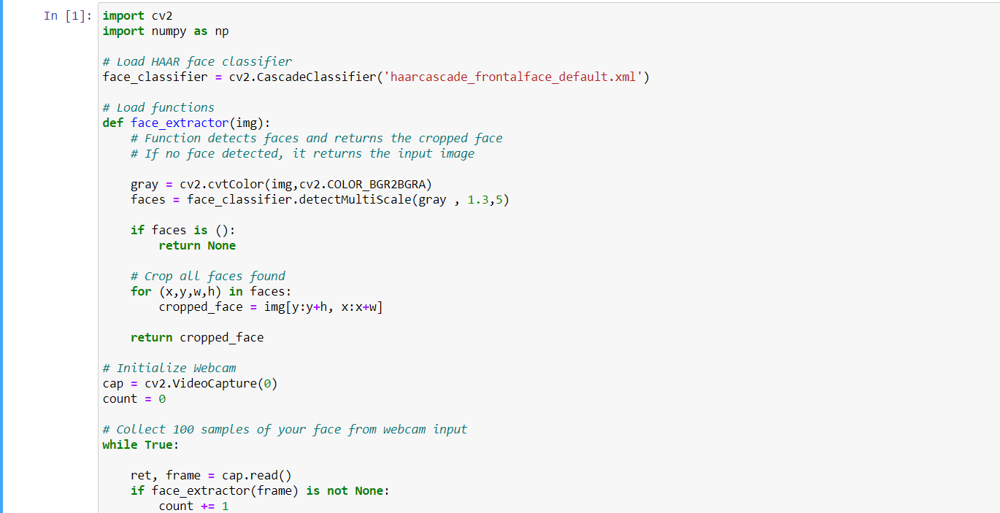 In [1]: import cv2
import numpy as np
# Load HAAR face classifier
face_classifier = cv2.CascadeClassifier('haarcascade_frontalface_default.xml')
# Load functions
def face_extractor(img):
    # Function detects faces and returns the cropped face
    # If no face detected, it returns the input image
    gray = cv2.cvtColor(img,cv2.COLOR_BGR2BGRA)
    faces = face_classifier.detectMultiScale(gray , 1.3,5)
    if faces is ():
        return None
    # Crop all faces found
    for (x,y,w,h) in faces:
        cropped_face = img[y:y+h, x:x+w]
    return cropped_face
# Initialize Webcam
cap = cv2.VideoCapture(0)
count = 0
# Collect 100 samples of your face from webcam input
while True:
    ret, frame = cap.read()
    if face_extractor(frame) is not None:
        count += 1